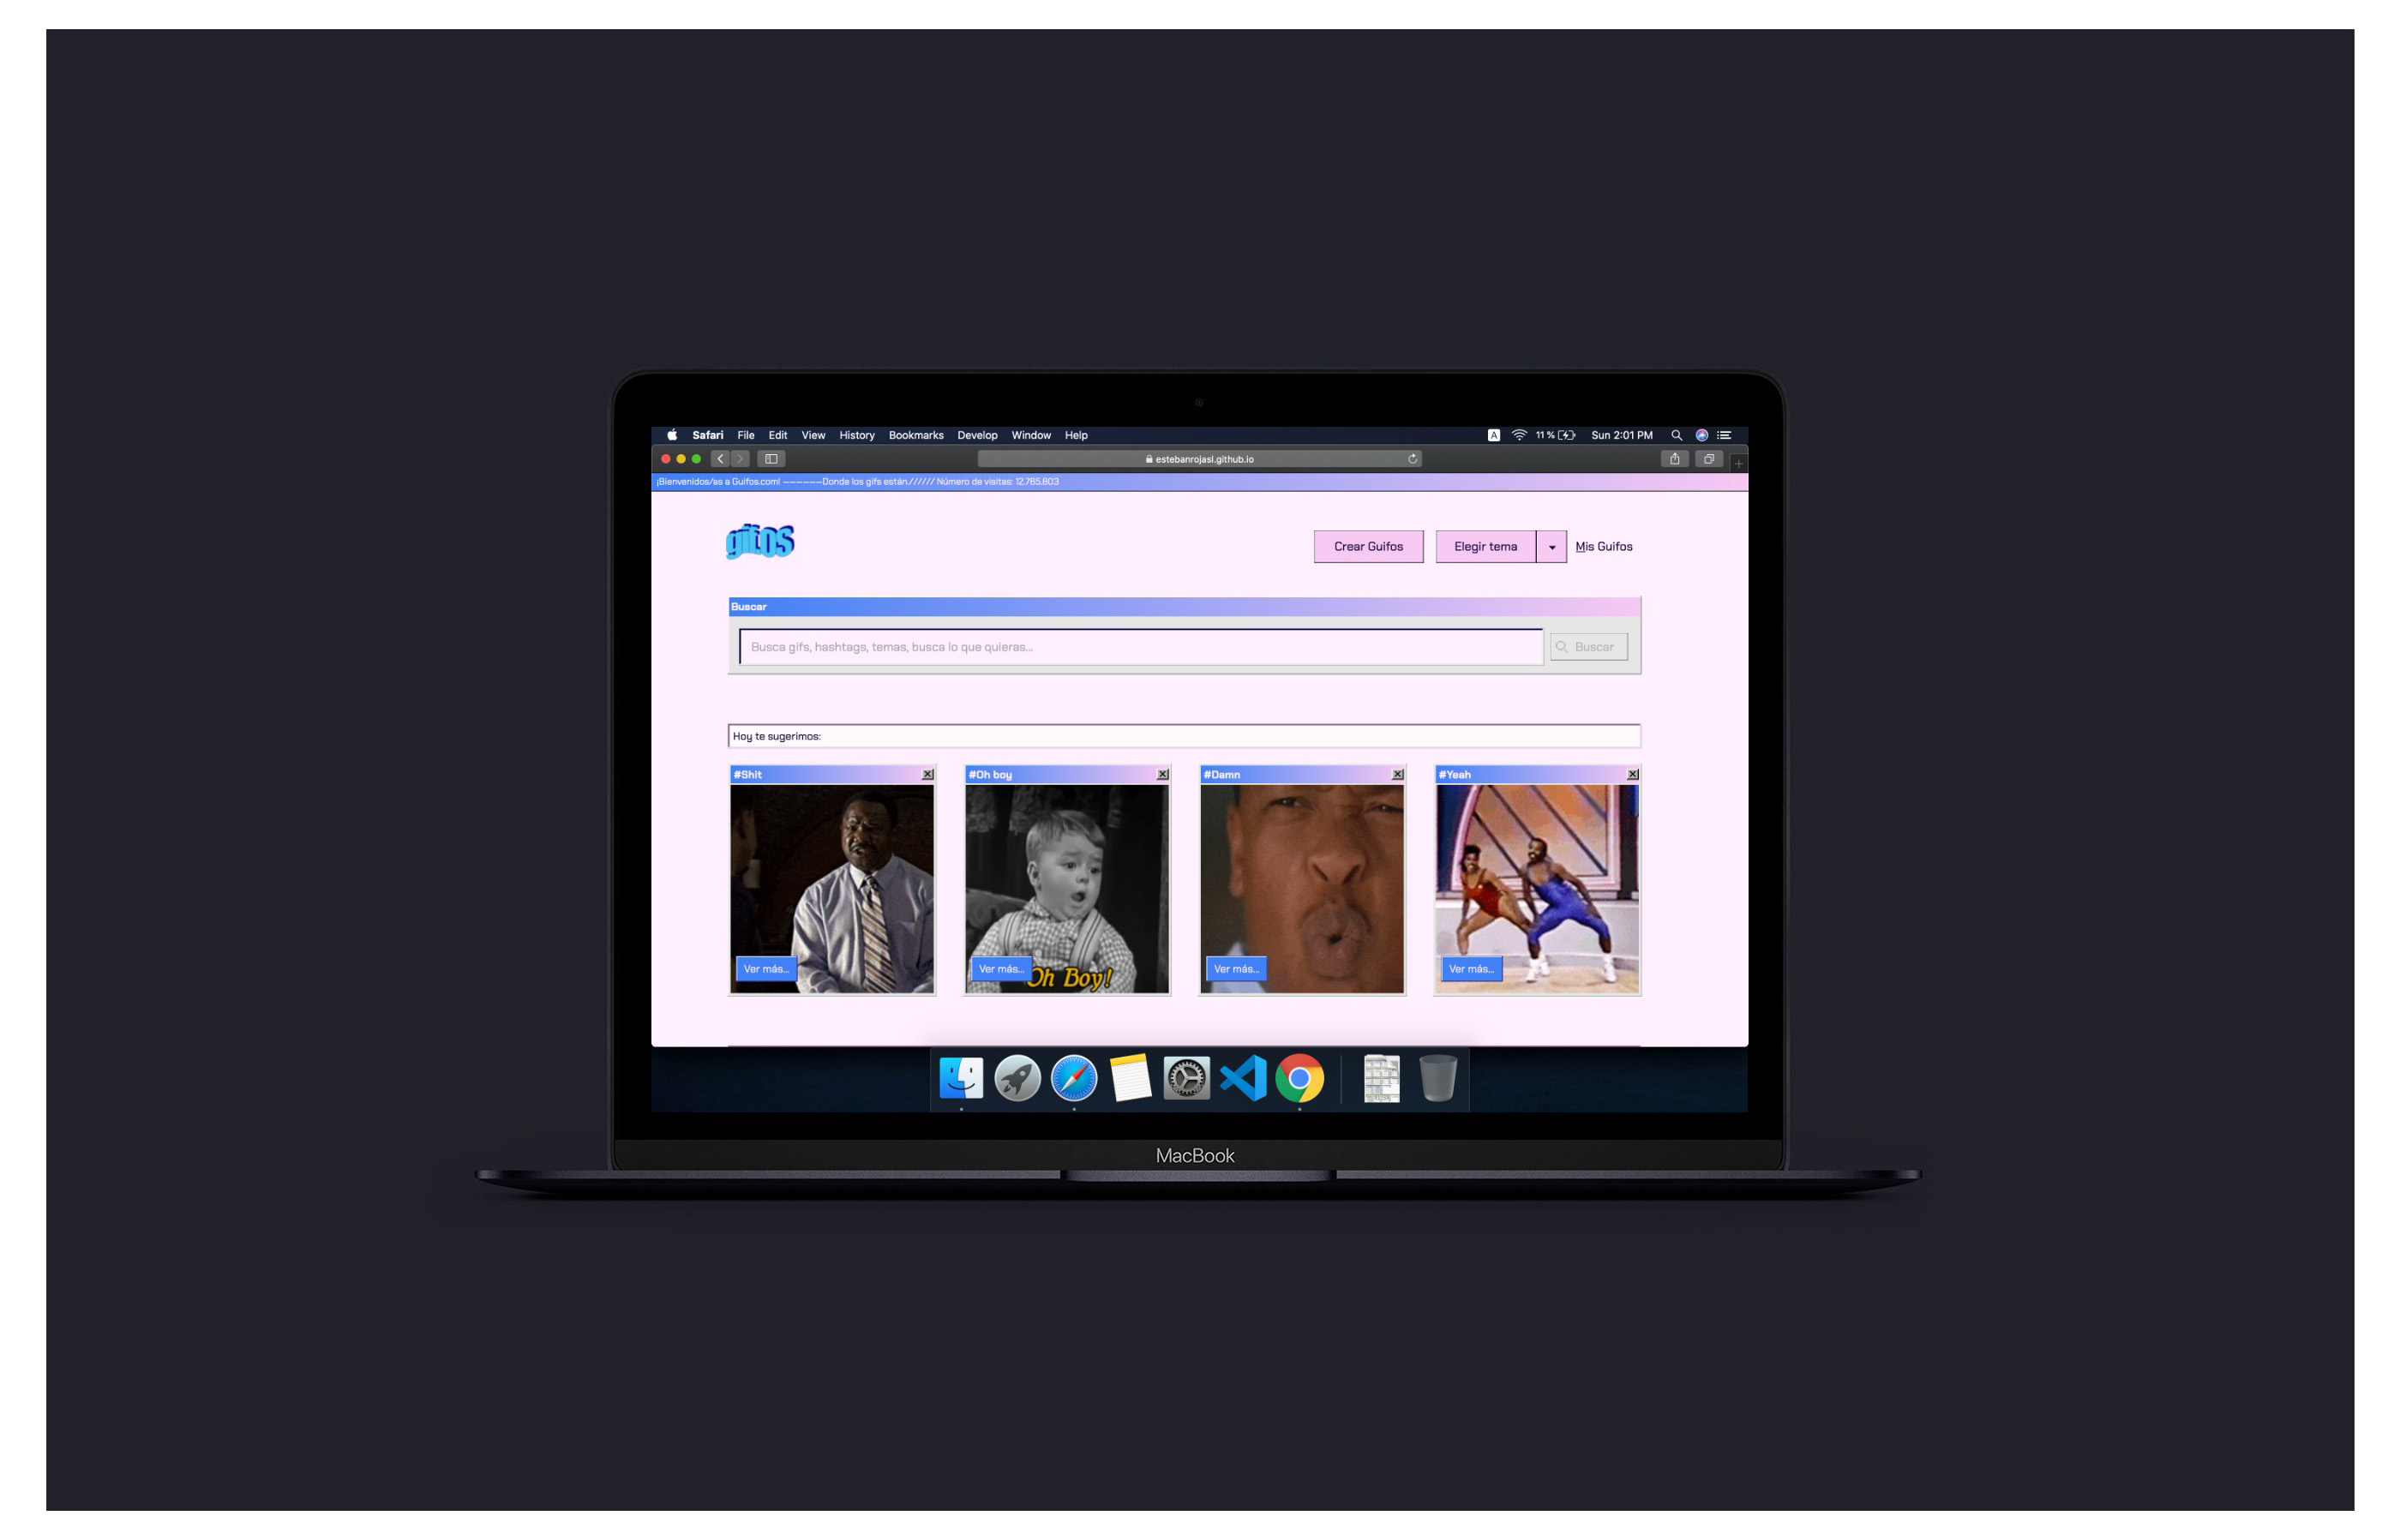 Safari File Edit View History Bookmarks Develop Window Help A 11% Sun 2:01 PM
estebanrojasl.github.io
¡Bienvenidos/as a Guifos.com! ------Donde los gifs están.////// Número de visitas: 12.765.803
gifos
Crear Guifos Elegir tema Mis Guifos
Buscar
Busca gifs, hashtags, temas, busca lo que quieras... Buscar
Hoy te sugerimos:
#Shit #Oh boy #Damn #Yeah
Ver más... Ver más... Ver más... Ver más...
Oh Boy!
MacBook